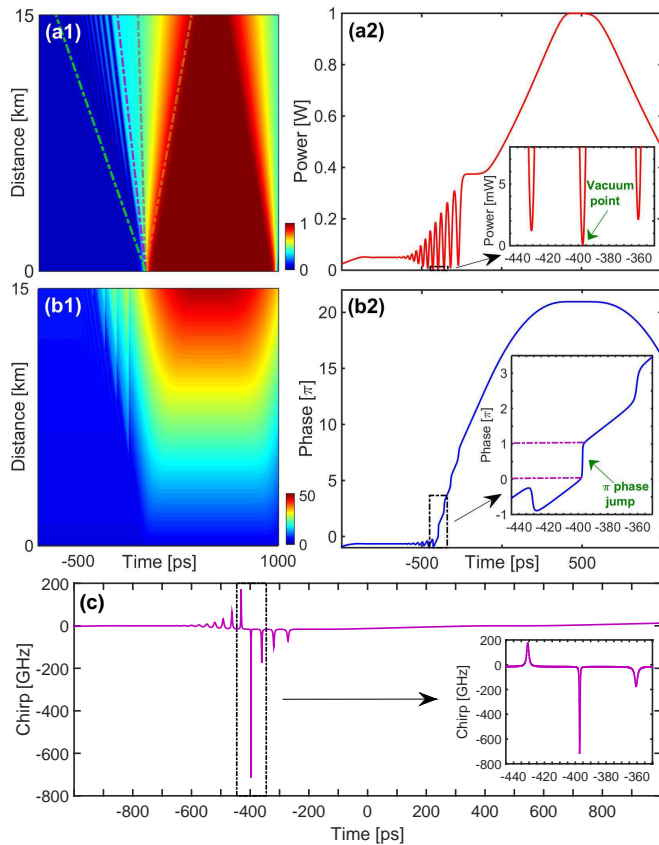 (a1)
15
Distance [km]
0
1
0
(a2)
1
0.8
0.6
0.4
0.2
0
Power [W]
-500
500
Power [mW]
5
0
Vacuum
point
-440 -420 -400 -380 -360
(b1)
15
Distance [km]
0
50
0
-500
1000
Time [ps]
(b2)
20
15
10
5
0
Phase [π]
-500
500
Time [ps]
Phase [π]
3
2
1
0
-1
π phase
jump
-440 -420 -400 -380 -360
(c)
200
0
-200
-400
-600
-800
Chirp [GHz]
-800 -600 -400 -200 0 200 400 600 800
Time [ps]
Chirp [GHz]
200
0
-200
-400
-600
-800
-440 -420 -400 -380 -360